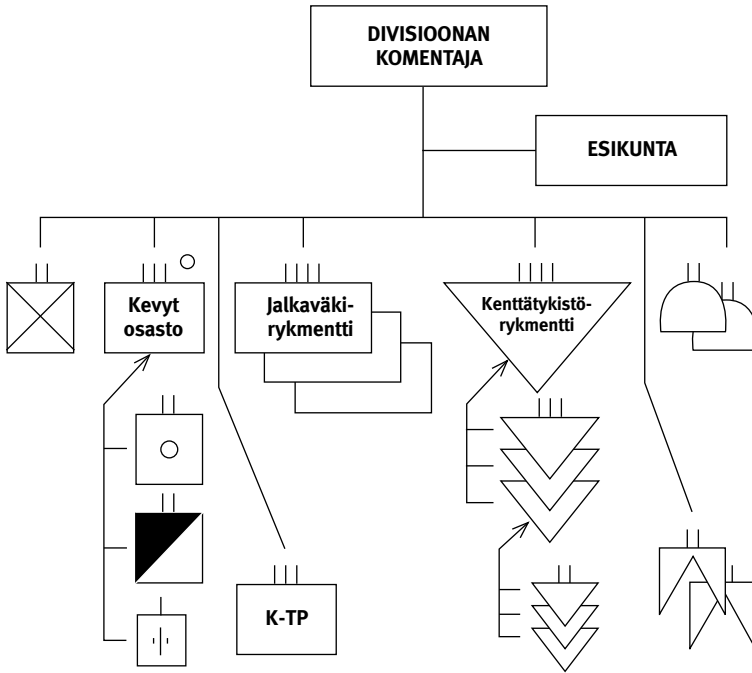 DIVISIOONAN
KOMENTAJA
ESIKUNTA
Kevyt
osasto
Jalkaväki-
rykmentti
Kenttätykistö-
rykmentti
K-TP